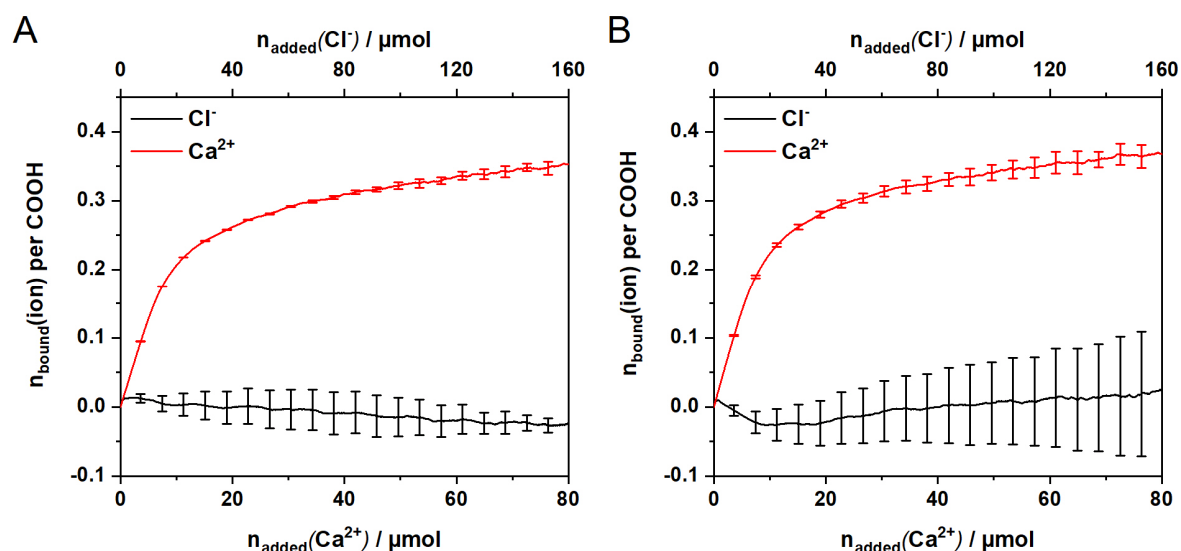 A
n_added(Cl⁻) / µmol
0 40 80 120 160
Cl⁻
Ca²⁺
n_bound(ion) per COOH
0.4
0.3
0.2
0.1
0.0
-0.1
0 20 40 60 80
n_added(Ca²⁺) / µmol
B
n_added(Cl⁻) / µmol
0 40 80 120 160
Cl⁻
Ca²⁺
n_bound(ion) per COOH
0.4
0.3
0.2
0.1
0.0
-0.1
0 20 40 60 80
n_added(Ca²⁺) / µmol